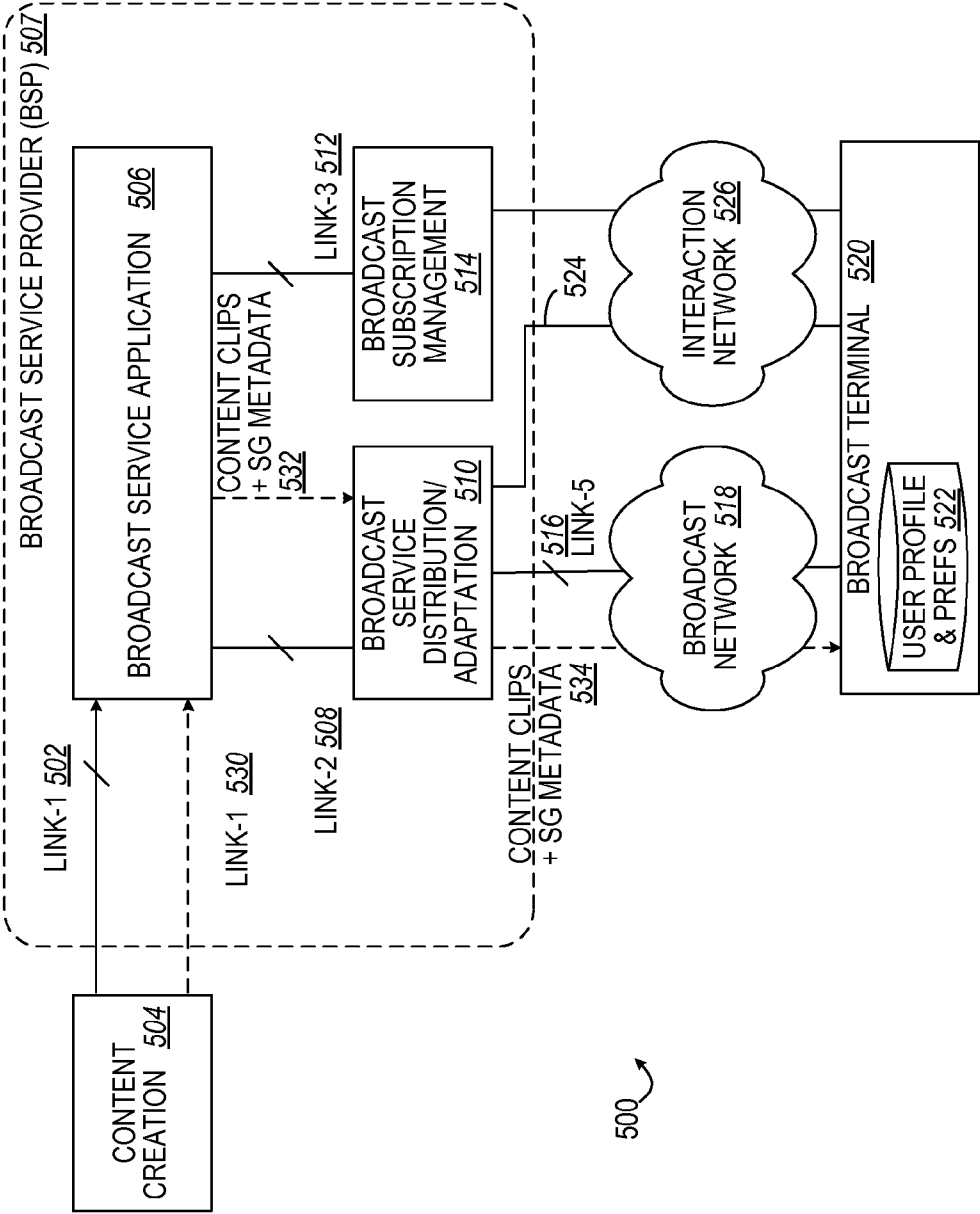 BROADCAST SERVICE PROVIDER (BSP) 507
BROADCAST SERVICE APPLICATION 506
LINK-1 502
LINK-1 530
CONTENT
CREATION 504
LINK-2 508
CONTENT CLIPS
+ SG METADATA
532
LINK-3 512
BROADCAST
SERVICE
DISTRIBUTION/
ADAPTATION 510
BROADCAST
SUBSCRIPTION
MANAGEMENT
514
CONTENT CLIPS
+ SG METADATA
534
516
LINK-5
524
BROADCAST
NETWORK 518
INTERACTION
NETWORK 526
BROADCAST TERMINAL 520
USER PROFILE
& PREFS 522
500